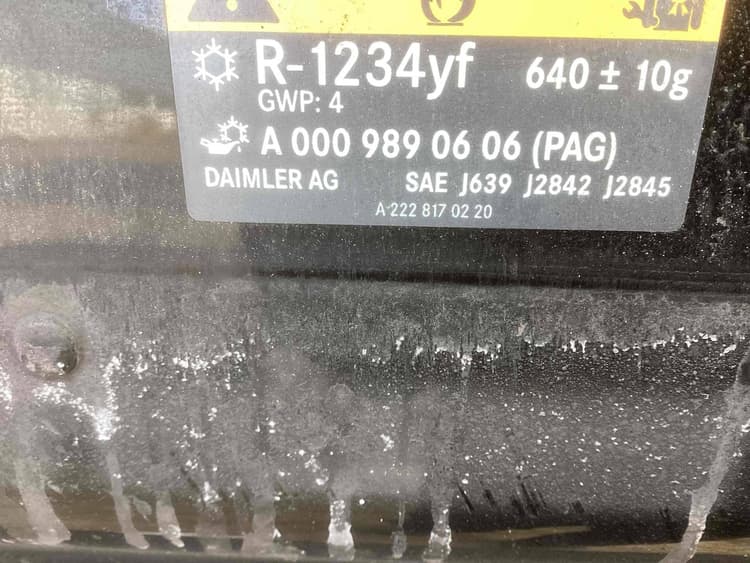 R-1234yf 640 ± 10g
GWP: 4
A 000 989 06 06 (PAG)
DAIMLER AG SAE J639 J2842 J2845
A 222 817 02 20